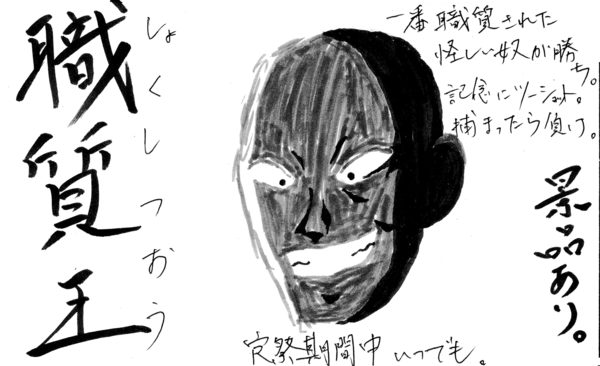 職質王
しょくしつおう
一番職質された
怪しい奴が勝
ち。
記念にツーショット。
捕まったら負け。
景品あり。
穴祭期間中いつでも。